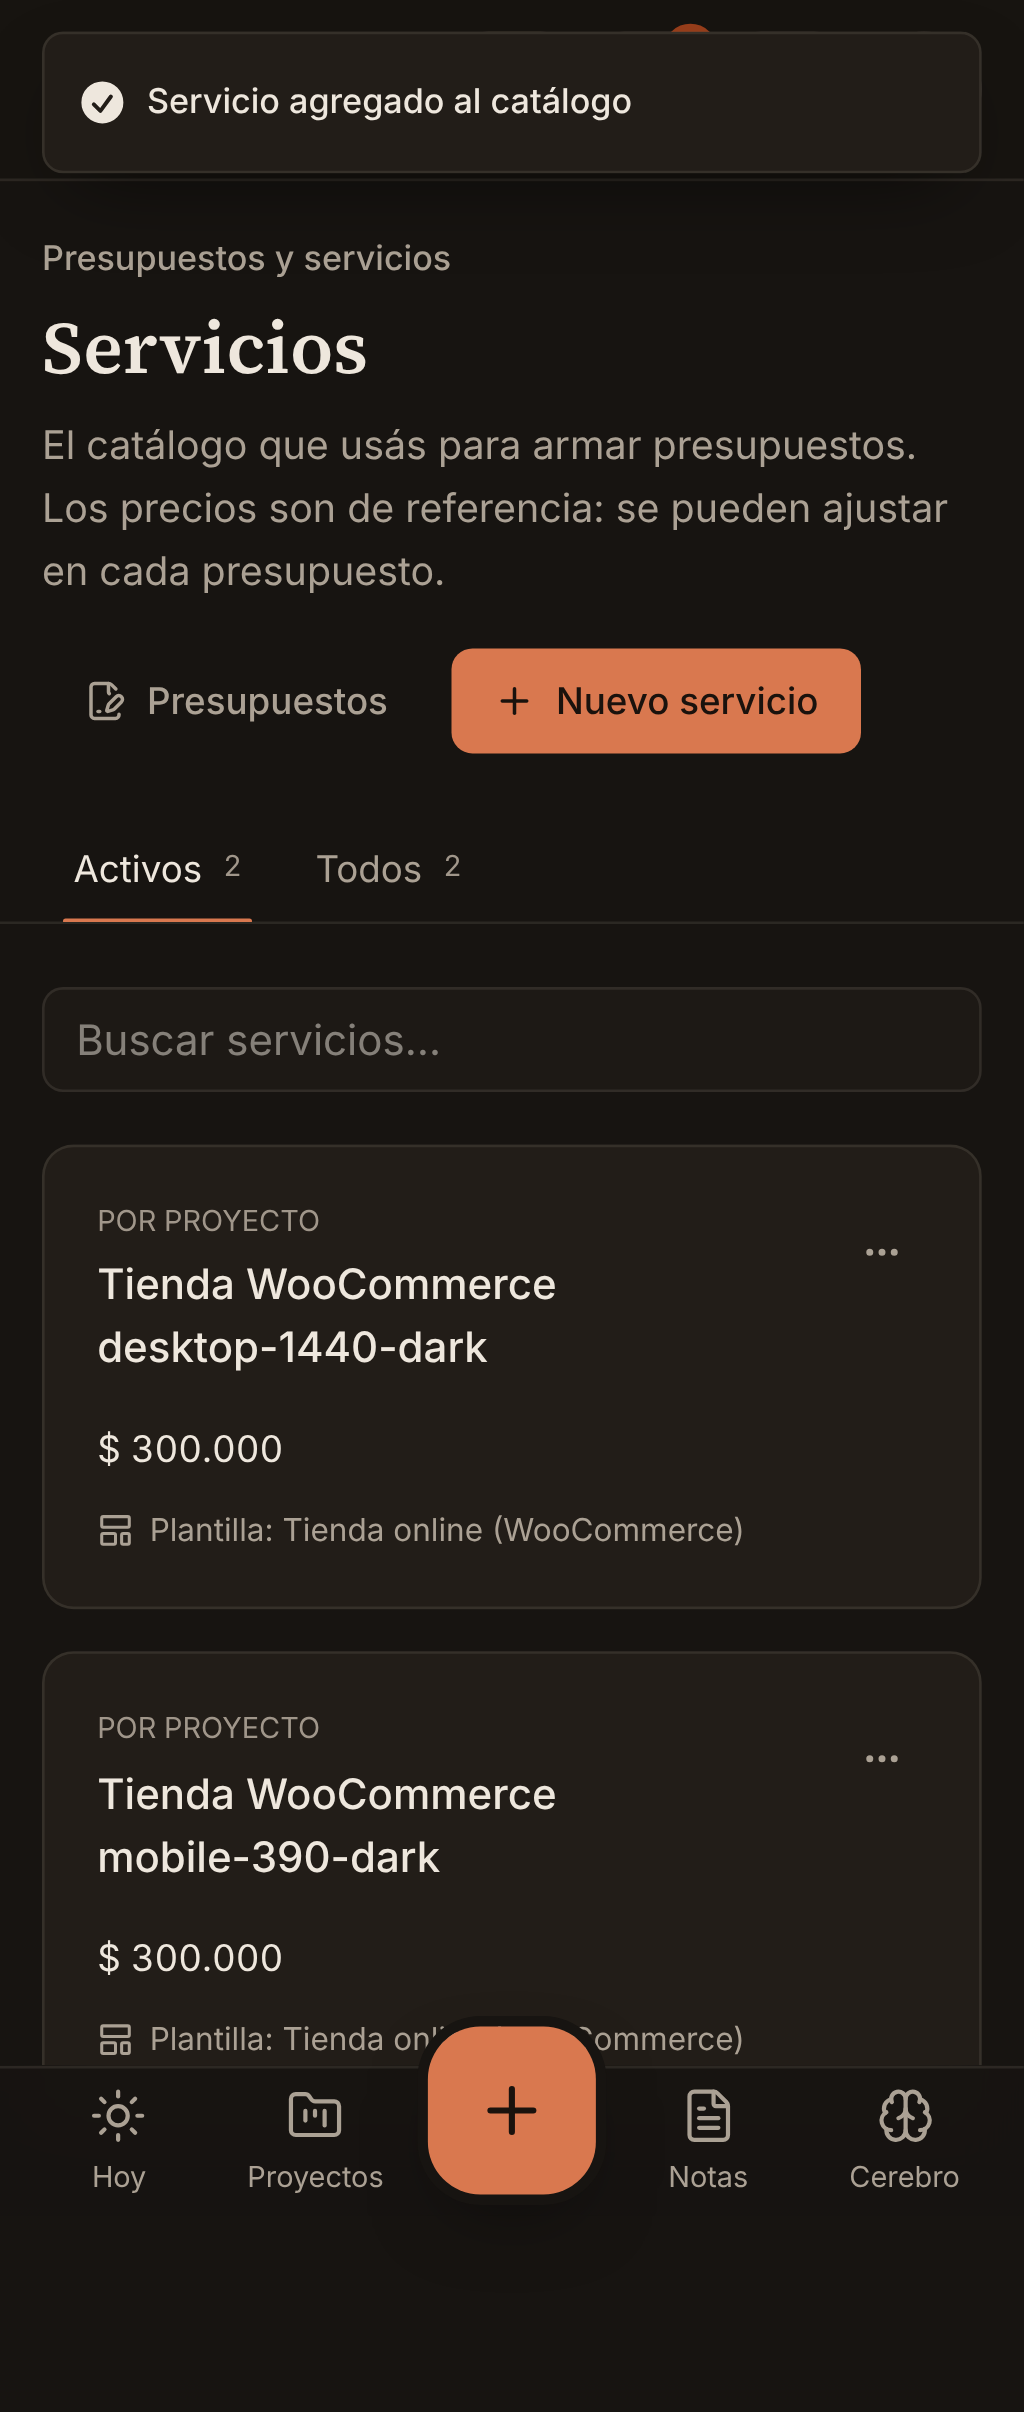 Servicio agregado al catálogo
Presupuestos y servicios
Servicios
El catálogo que usás para armar presupuestos.
Los precios son de referencia: se pueden ajustar
en cada presupuesto.
Presupuestos
Nuevo servicio
Activos 2
Todos 2
Buscar servicios...
POR PROYECTO
Tienda WooCommerce
desktop-1440-dark
$ 300.000
Plantilla: Tienda online (WooCommerce)
POR PROYECTO
Tienda WooCommerce
mobile-390-dark
$ 300.000
Plantilla: Tienda
Hoy
Proyectos
Notas
Cerebro